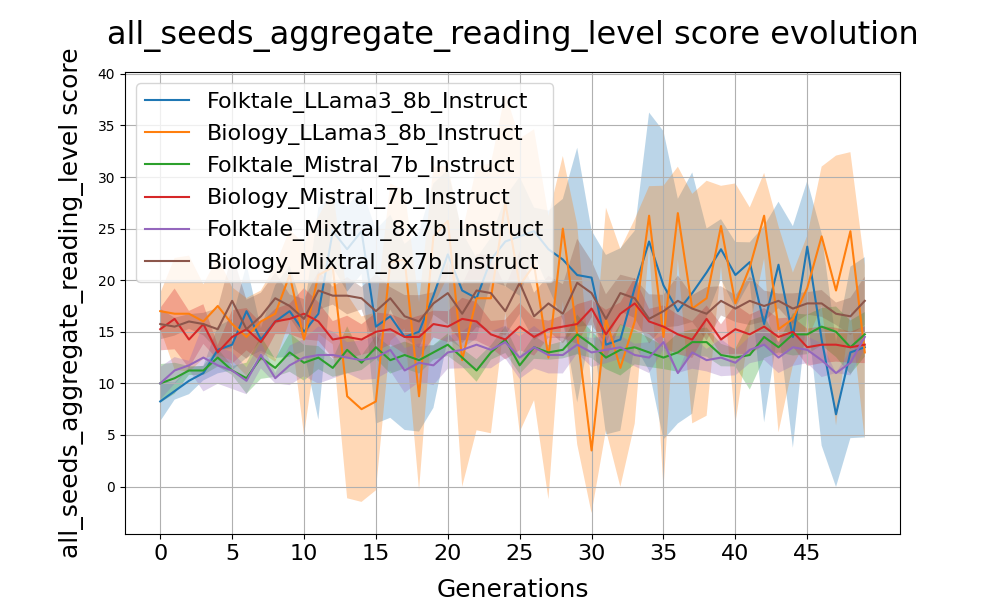 all_seeds_aggregate_reading_level score evolution
all_seeds_aggregate_reading_level score
40
35
30
25
20
15
10
5
0
Folktale_LLama3_8b_Instruct
Biology_LLama3_8b_Instruct
Folktale_Mistral_7b_Instruct
Biology_Mistral_7b_Instruct
Folktale_Mixtral_8x7b_Instruct
Biology_Mixtral_8x7b_Instruct
0 5 10 15 20 25 30 35 40 45
Generations